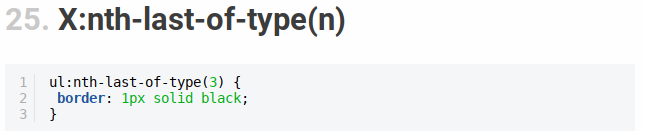 25. X:nth-last-of-type(n)
1 ul:nth-last-of-type(3) {
2  border: 1px solid black;
3 }